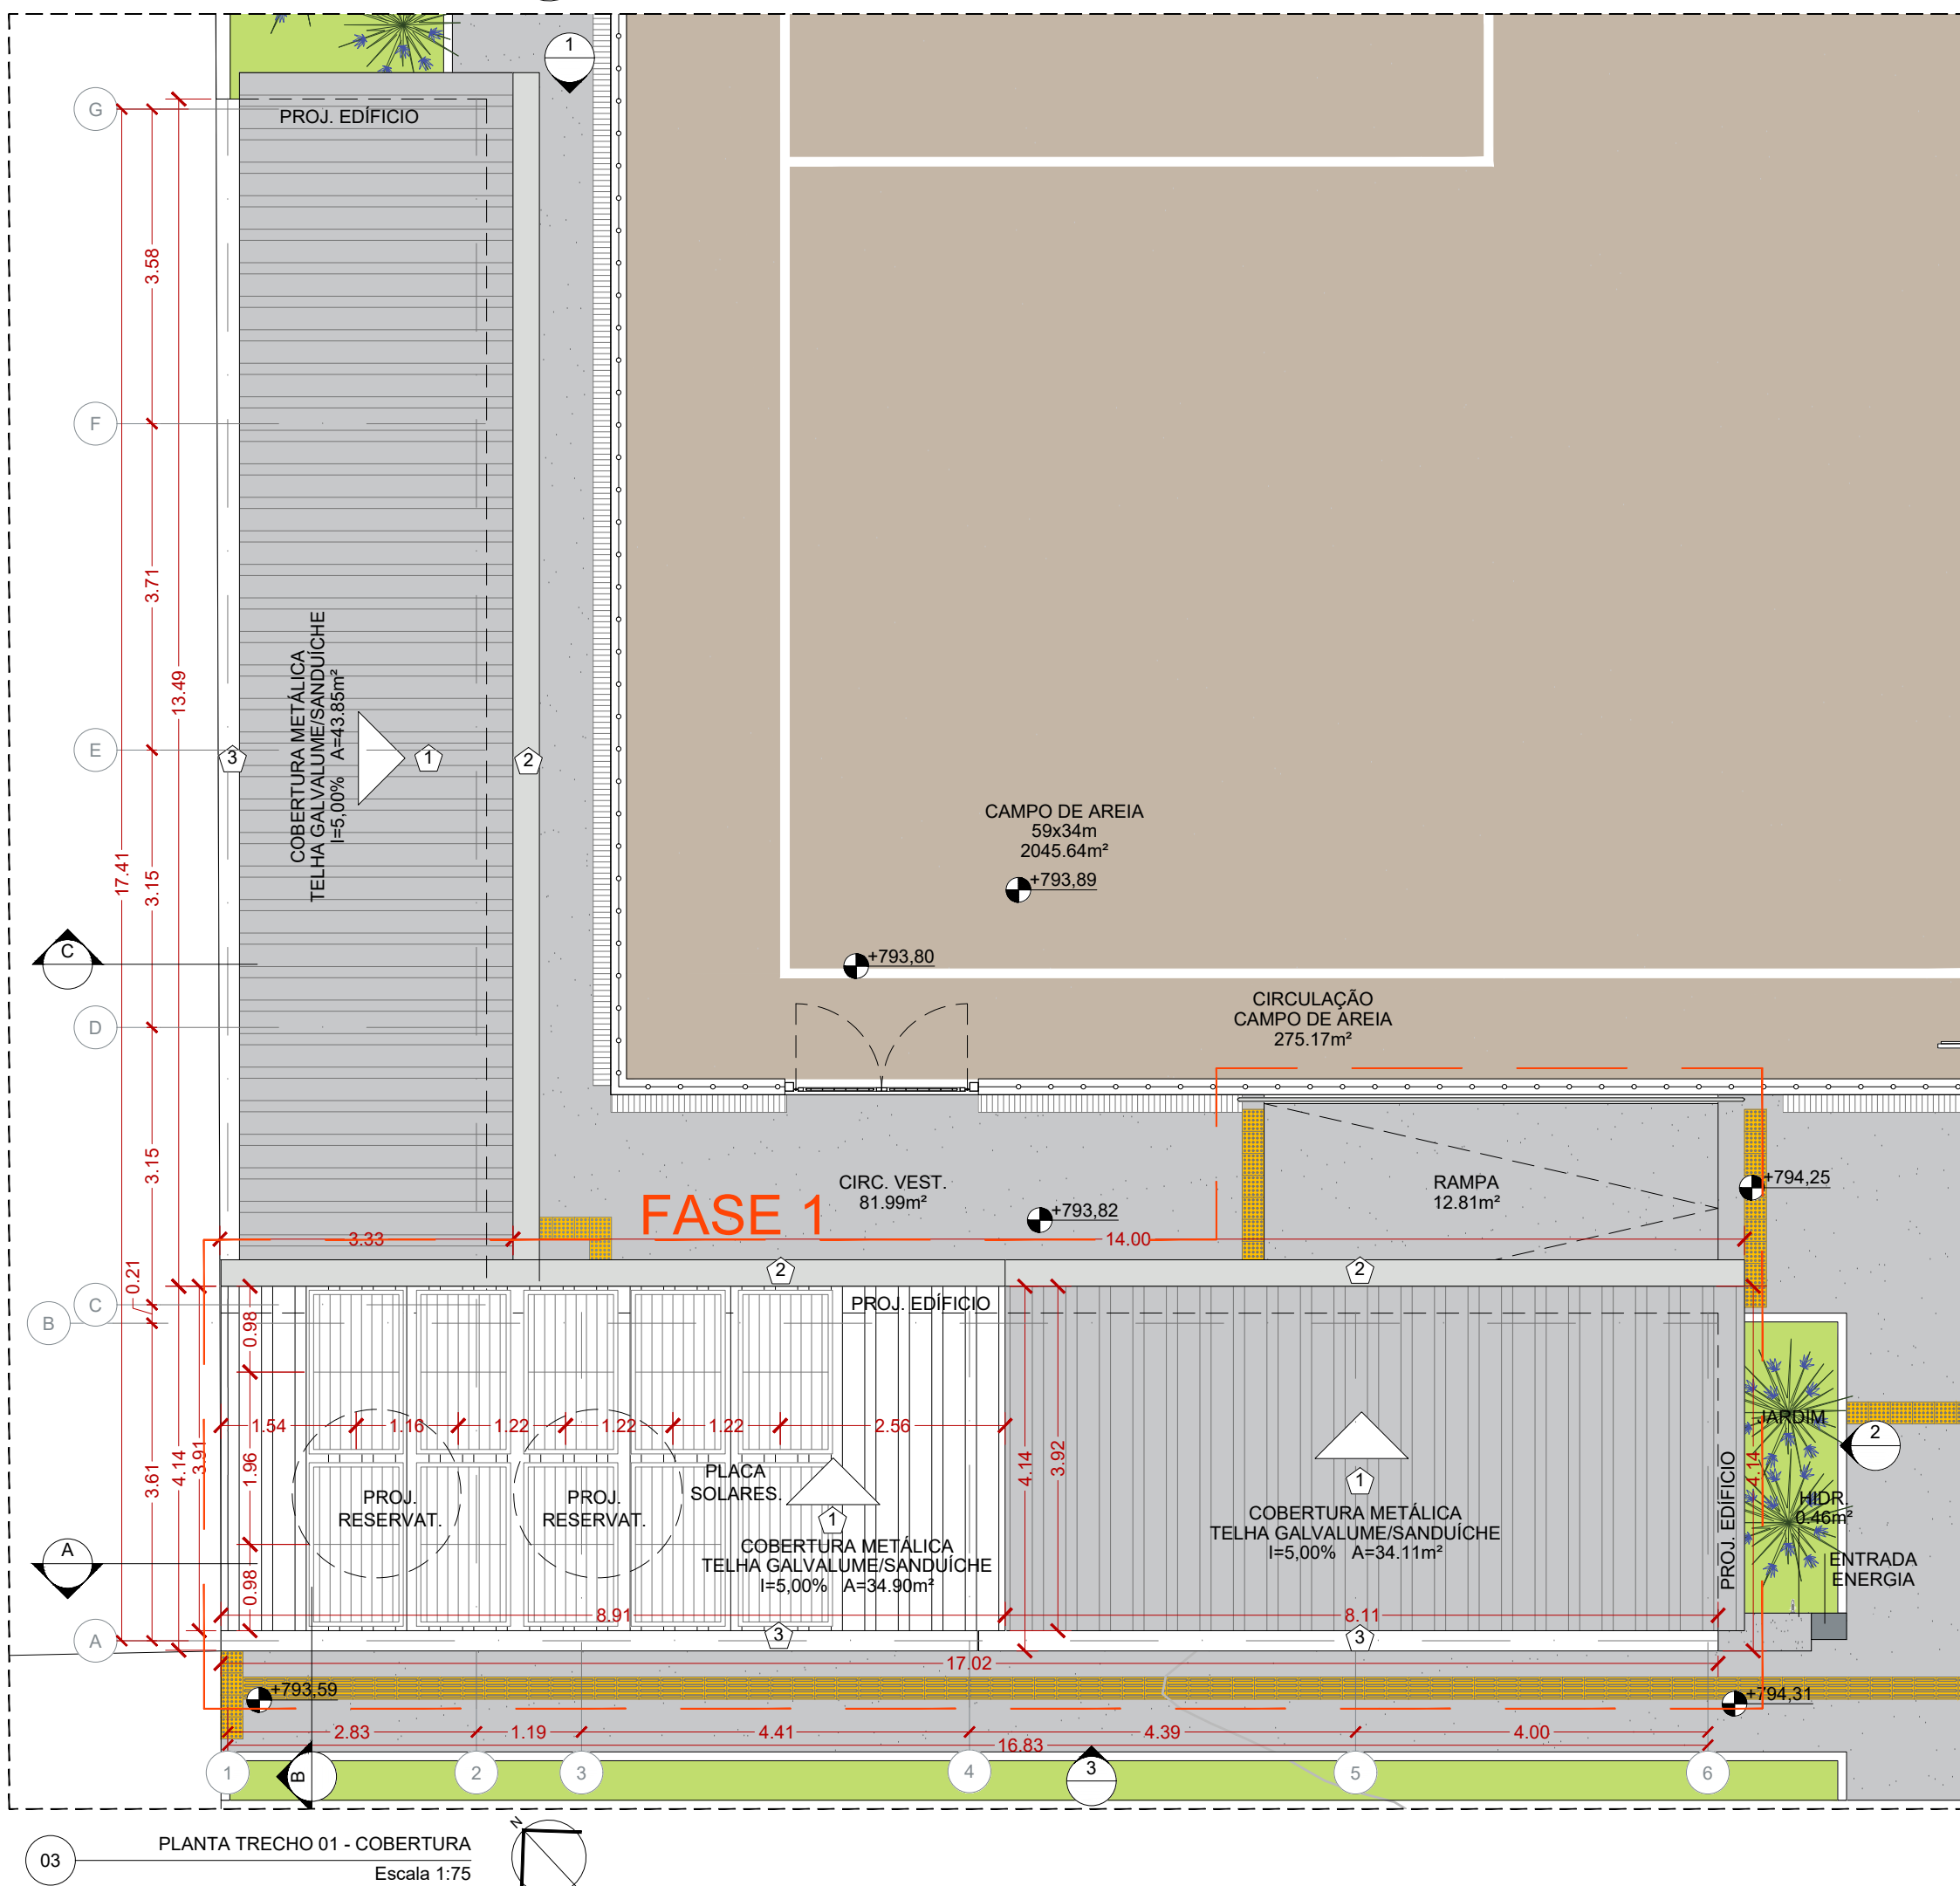 1
G
PROJ. EDÍFICIO
3.58
F
3.71
13.49
COBERTURA METÁLICA
TELHA GALVALUME/SANDUÍCHE
I=5,00% A=43.85m²
E
3
1
2
CAMPO DE AREIA
59x34m
2045.64m²
+793,89
17.41
3.15
C
+793,80
D
CIRCULAÇÃO
CAMPO DE AREIA
275.17m²
3.15
CIRC. VEST.
81.99m²
RAMPA
12.81m²
+794,25
FASE 1
+793,82
3.33
14.00
0.21
2
2
C
B
PROJ. EDÍFICIO
0.98
1.54
1.16
1.22
1.22
1.22
2.56
JARDIM
2
3.61
4.14
3.91
1.96
4.14
3.92
4.14
PLACA
SOLARES.
1
1
PROJ.
RESERVAT.
PROJ.
RESERVAT.
PROJ. EDÍFICIO
HIDR.
0.46m²
COBERTURA METÁLICA
TELHA GALVALUME/SANDUÍCHE
I=5,00% A=34.11m²
COBERTURA METÁLICA
TELHA GALVALUME/SANDUÍCHE
I=5,00% A=34.90m²
ENTRADA
ENERGIA
A
0.98
8.91
8.11
A
3
3
17.02
+793,59
+794,31
2.83
1.19
4.41
4.39
4.00
16.83
1
B
2
3
4
3
5
6
N
03
PLANTA TRECHO 01 - COBERTURA
Escala 1:75